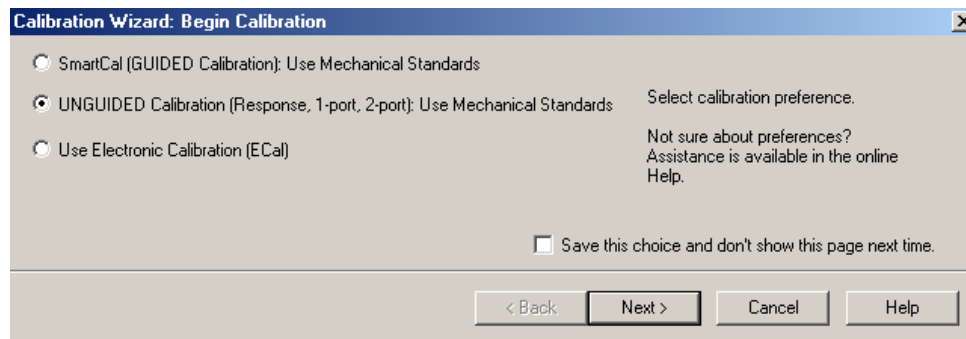 Calibration Wizard: Begin Calibration
SmartCal (GUIDED Calibration): Use Mechanical Standards
UNGUIDED Calibration (Response, 1-port, 2-port): Use Mechanical Standards
Use Electronic Calibration (ECal)
Select calibration preference.
Not sure about preferences?
Assistance is available in the online
Help.
Save this choice and don't show this page next time.
< Back
Next >
Cancel
Help